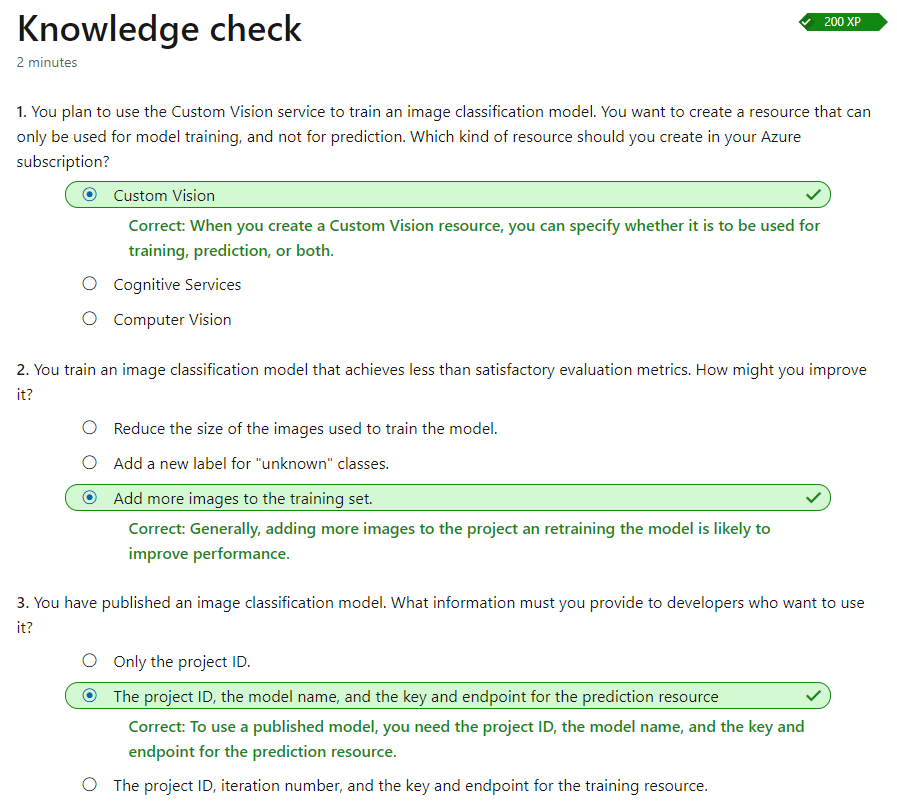 Knowledge check
200 XP
2 minutes
1. You plan to use the Custom Vision service to train an image classification model. You want to create a resource that can
only be used for model training, and not for prediction. Which kind of resource should you create in your Azure
subscription?
Custom Vision
Correct: When you create a Custom Vision resource, you can specify whether it is to be used for
training, prediction, or both.
Cognitive Services
Computer Vision
2. You train an image classification model that achieves less than satisfactory evaluation metrics. How might you improve
it?
Reduce the size of the images used to train the model.
Add a new label for "unknown" classes.
Add more images to the training set.
Correct: Generally, adding more images to the project an retraining the model is likely to
improve performance.
3. You have published an image classification model. What information must you provide to developers who want to use
it?
Only the project ID.
The project ID, the model name, and the key and endpoint for the prediction resource
Correct: To use a published model, you need the project ID, the model name, and the key and
endpoint for the prediction resource.
The project ID, iteration number, and the key and endpoint for the training resource.